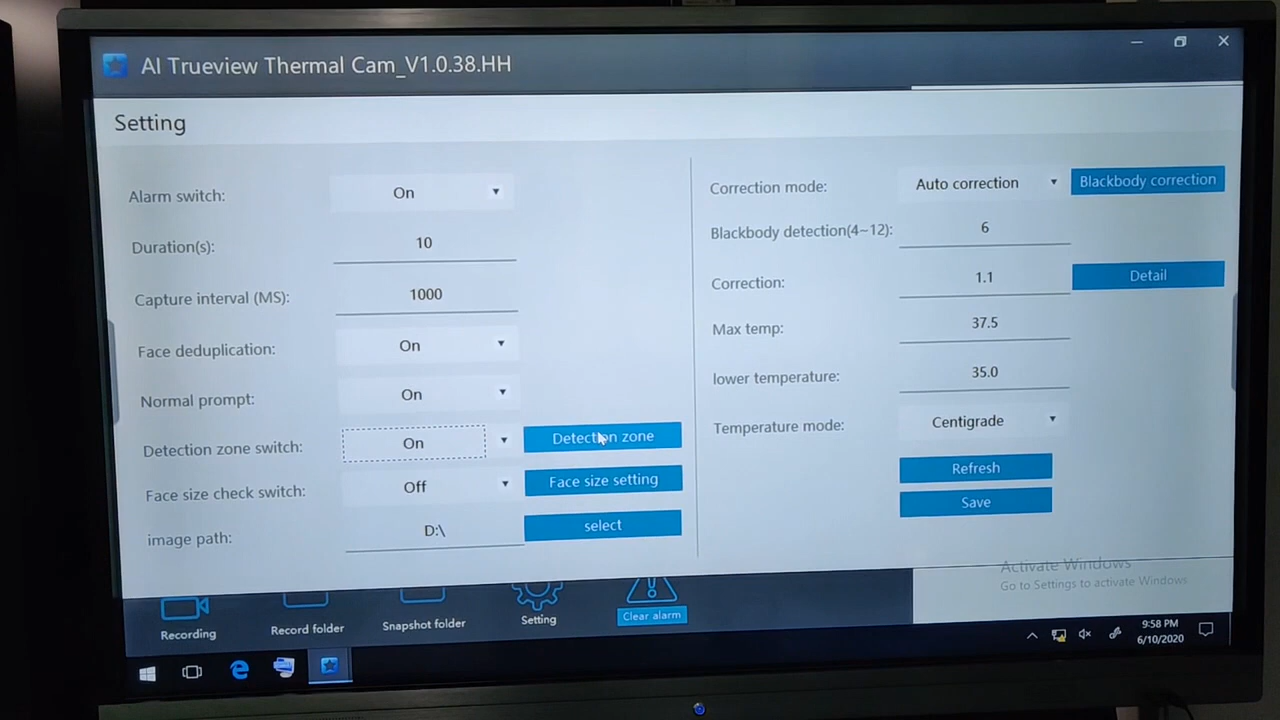 AI Trueview Thermal Cam_V1.0.38.HH
Setting
Alarm switch: On
Duration(s): 10
Capture interval (MS): 1000
Face deduplication: On
Normal prompt: On
Detection zone switch: On Detection zone
Face size check switch: Off Face size setting
image path: D:\ select
Correction mode: Auto correction Blackbody correction
Blackbody detection(4~12): 6
Correction: 1.1 Detail
Max temp: 37.5
lower temperature: 35.0
Temperature mode: Centigrade
Refresh
Save
Activate Windows
Go to Settings to activate Windows
Recording Record folder Snapshot folder Setting Clear alarm
9:58 PM
6/10/2020